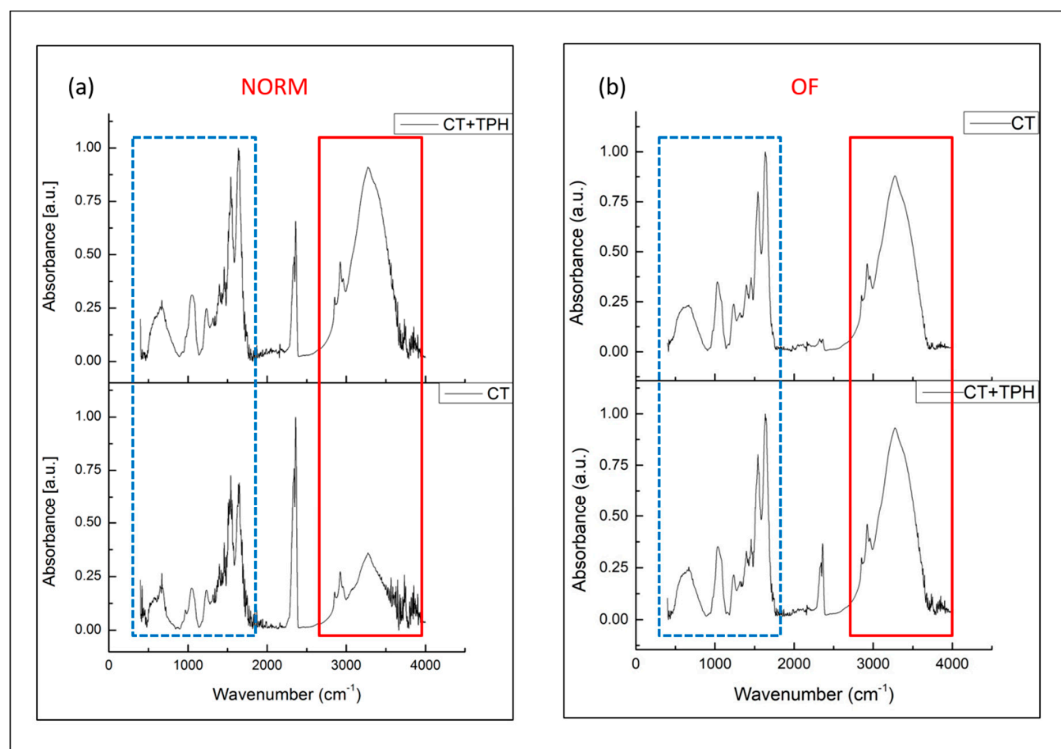 (a) NORM
CT+TPH
1.00
0.75
0.50
0.25
0.00
Absorbance [a.u.]
CT
1.00
0.75
0.50
0.25
0.00
Absorbance [a.u.]
0 1000 2000 3000 4000
Wavenumber (cm⁻¹)
(b) OF
CT
1.00
0.75
0.50
0.25
0.00
Absorbance (a.u.)
CT+TPH
1.00
0.75
0.50
0.25
0.00
Absorbance (a.u.)
0 1000 2000 3000 4000
Wavenumber (cm⁻¹)